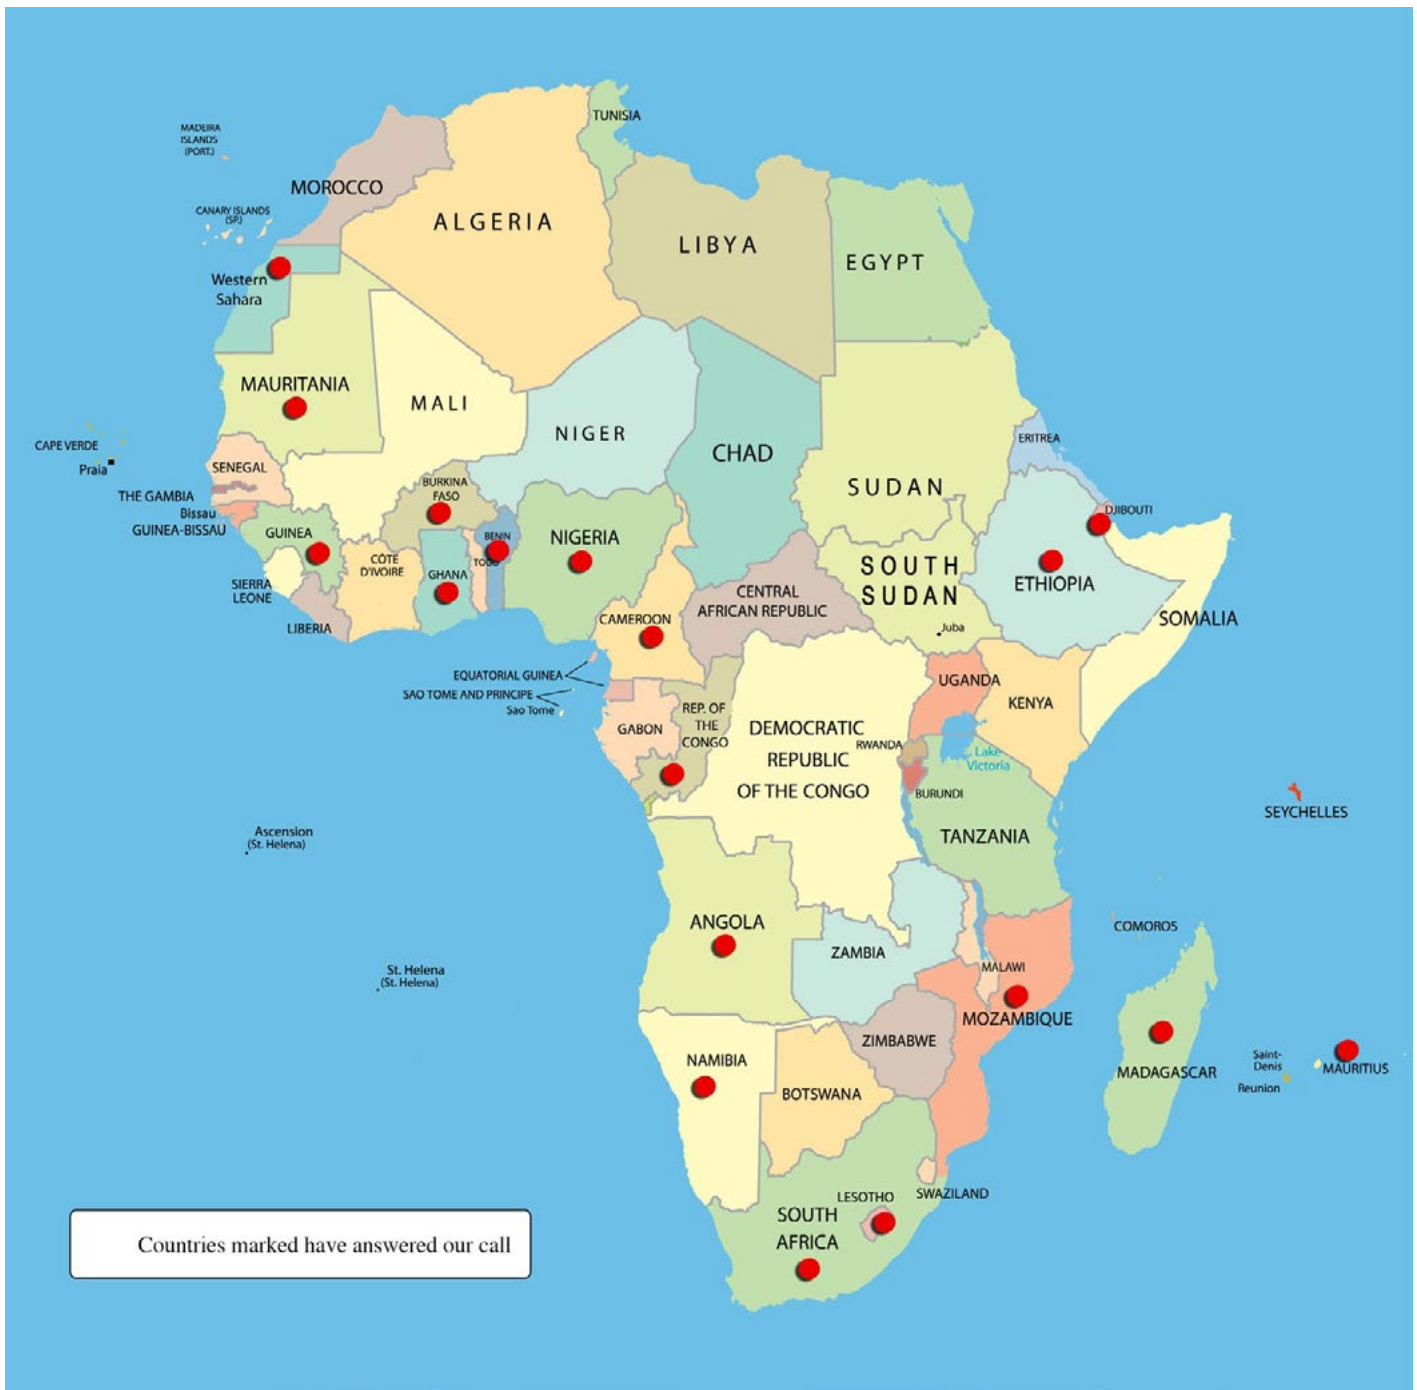 TUNISIA
MADEIRA
ISLANDS
(PORT.)
MOROCCO
ALGERIA
CANARY ISLANDS
(SP.)
LIBYA
EGYPT
Western
Sahara
MAURITANIA
MALI
NIGER
CHAD
ERITREA
CAPE VERDE
Praia
SENEGAL
BURKINA
FASO
SUDAN
THE GAMBIA
Bissau
GUINEA-BISSAU
GUINEA
BENIN
NIGERIA
DJIBOUTI
CÔTE
D'IVOIRE
GHANA
TOGO
SOUTH
SUDAN
ETHIOPIA
SIERRA
LEONE
CENTRAL
AFRICAN REPUBLIC
LIBERIA
CAMEROON
Juba
SOMALIA
EQUATORIAL GUINEA
SAO TOME AND PRINCIPE
Sao Tome
UGANDA
KENYA
GABON
REP. OF
THE
CONGO
DEMOCRATIC
REPUBLIC
OF THE CONGO
RWANDA
Lake
Victoria
BURUNDI
SEYCHELLES
Ascension
(St. Helena)
TANZANIA
ANGOLA
COMOROS
ZAMBIA
MALAWI
St. Helena
(St. Helena)
MOZAMBIQUE
ZIMBABWE
NAMIBIA
MADAGASCAR
Saint-
Denis
Reunion
MAURITIUS
BOTSWANA
SWAZILAND
LESOTHO
SOUTH
AFRICA
Countries marked have answered our call